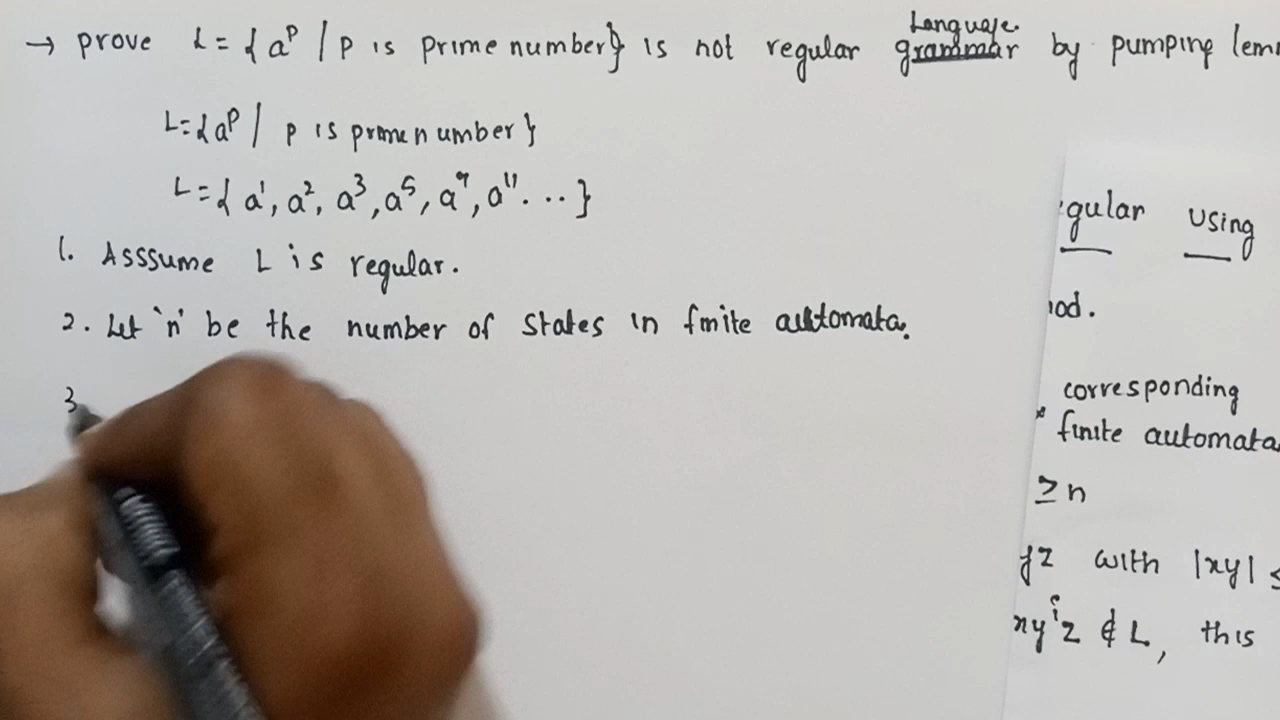 → prove L = { a^p / p is prime number} is not regular grammar by pumping
Language
L = { a^p / p is prime number }
L = { a^1, a^2, a^3, a^5, a^7, a^11 ... }
1. Asssume L is regular.
2. Let 'n' be the number of States in finite automata.
3
gular using
od.
corresponding
finite automata
≥ n
yz with |xy| ≤
xy^i z ∉ L, this